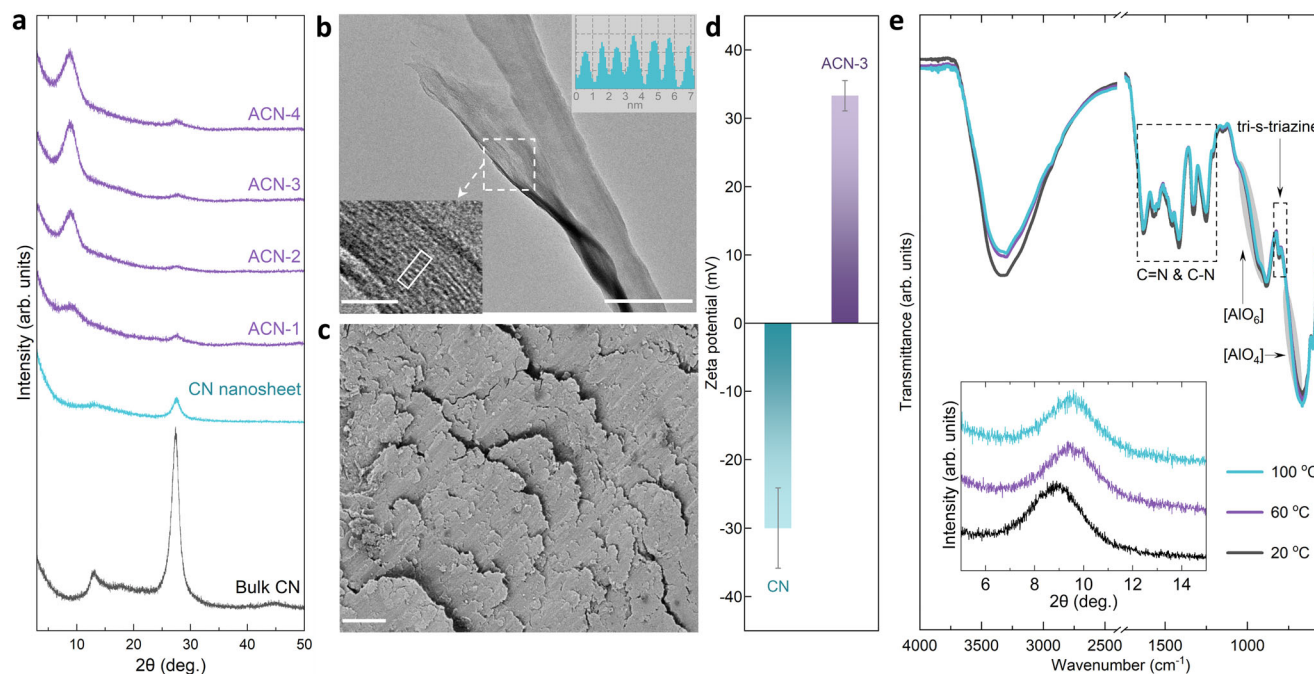 a
Intensity (arb. units)
ACN-4
ACN-3
ACN-2
ACN-1
CN nanosheet
Bulk CN
0 10 20 30 40 50
2θ (deg.)
b
0 1 2 3 4 5 6 7
nm
c
d
Zeta potential (mV)
40
30
20
10
0
-10
-20
-30
-40
ACN-3
CN
e
Transmittance (arb. units)
tri-s-triazine
C=N & C-N
[AlO₆]
[AlO₄]
Intensity (arb. units)
6 8 10 12 14
2θ (deg.)
100 °C
60 °C
20 °C
4000 3500 3000 2500 1500 1000
Wavenumber (cm⁻¹)